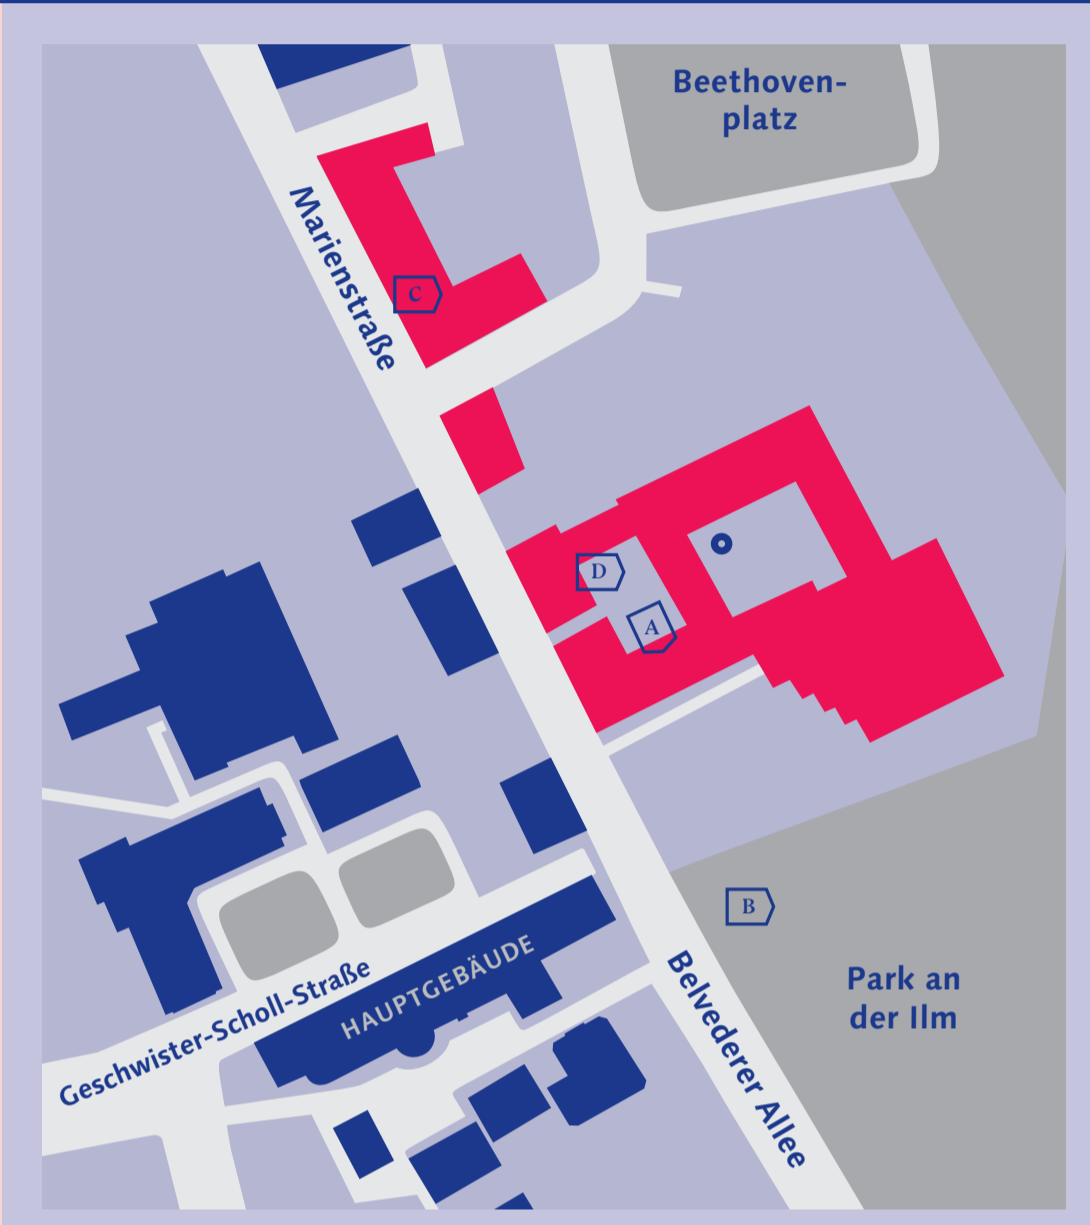 Beethoven-
platz
Marienstraße
C
D
A
B
HAUPTGEBÄUDE
Geschwister-Scholl-Straße
Park an
der Ilm
Belvederer Allee